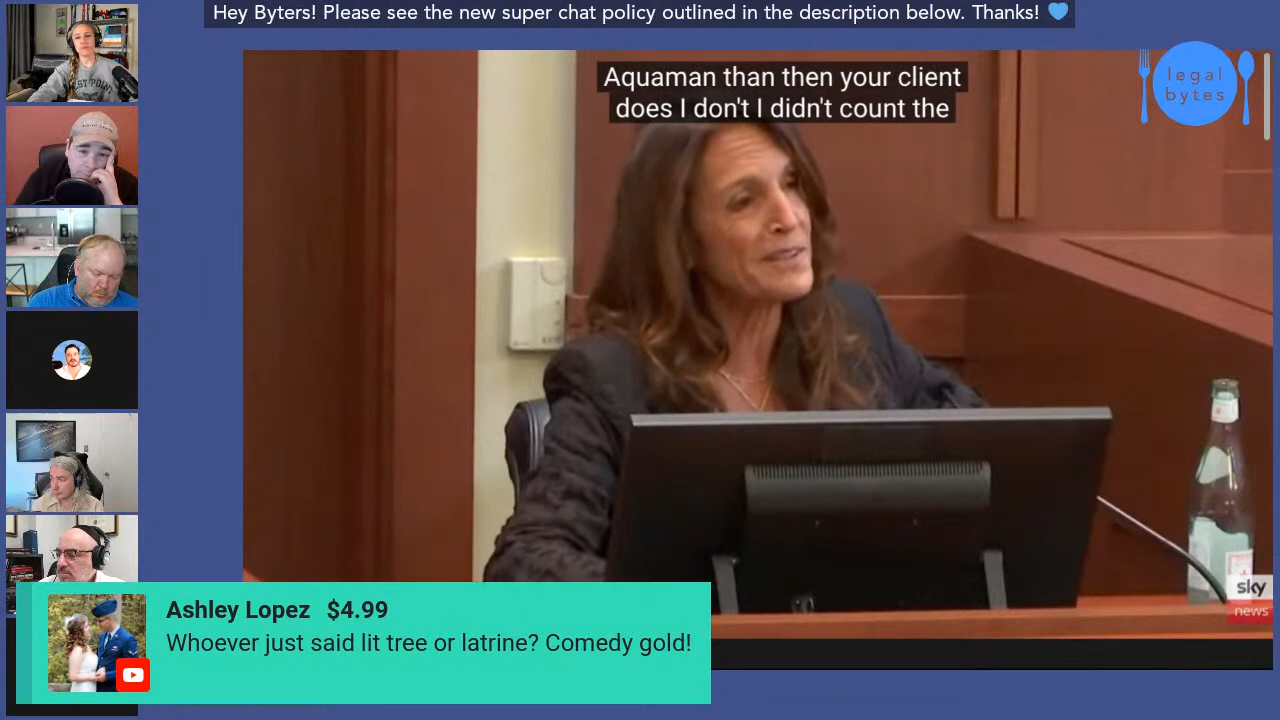 Hey Byters! Please see the new super chat policy outlined in the description below. Thanks! 💙
legal
bytes
Aquaman than then your client
does I don't I didn't count the
sky
news
Ashley Lopez $4.99
Whoever just said lit tree or latrine? Comedy gold!